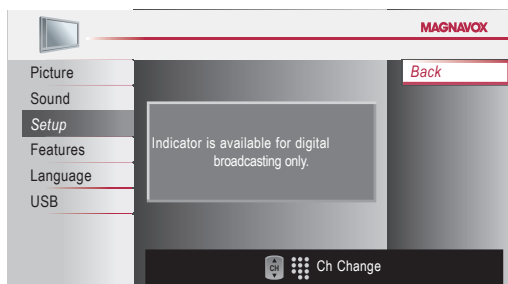 MAGNAVOX
Picture
Sound
Setup
Features
Language
USB
Back
Indicator is available for digital
broadcasting only.
CH
Ch Change